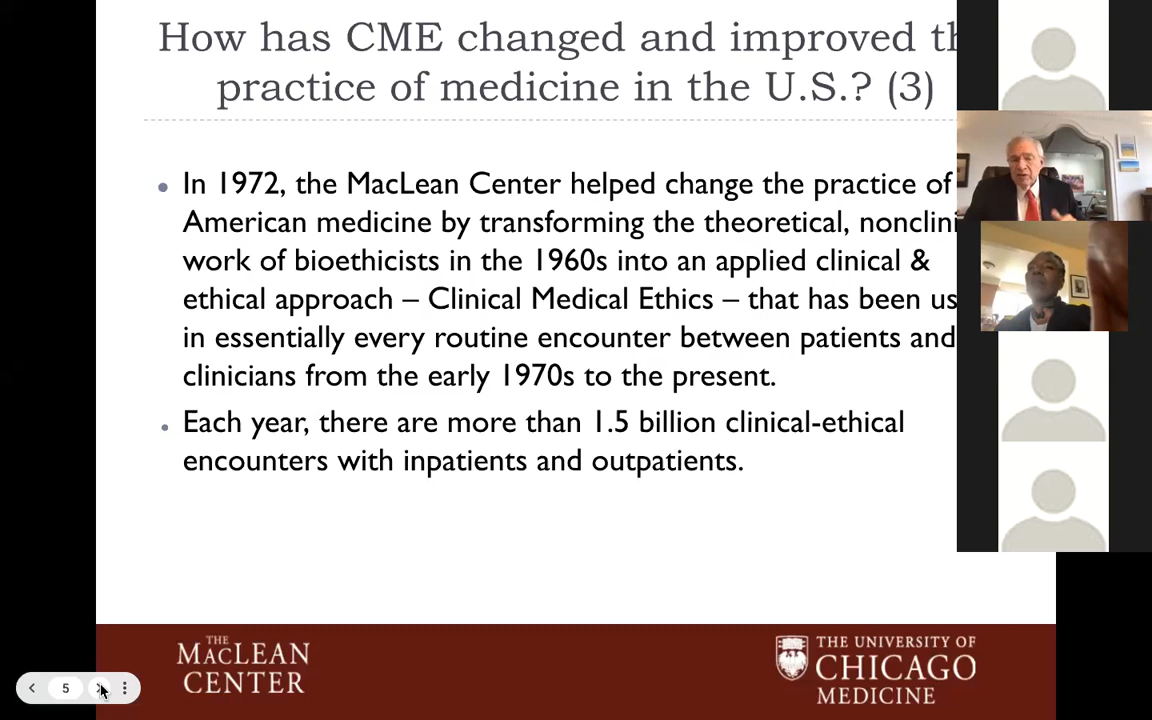 How has CME changed and improved th
practice of medicine in the U.S.? (3)
• In 1972, the MacLean Center helped change the practice of
American medicine by transforming the theoretical, nonclini
work of bioethicists in the 1960s into an applied clinical &
ethical approach – Clinical Medical Ethics – that has been us
in essentially every routine encounter between patients and
clinicians from the early 1970s to the present.
• Each year, there are more than 1.5 billion clinical-ethical
encounters with inpatients and outpatients.
THE
MACLEAN
CENTER
THE UNIVERSITY OF
CHICAGO
MEDICINE
5